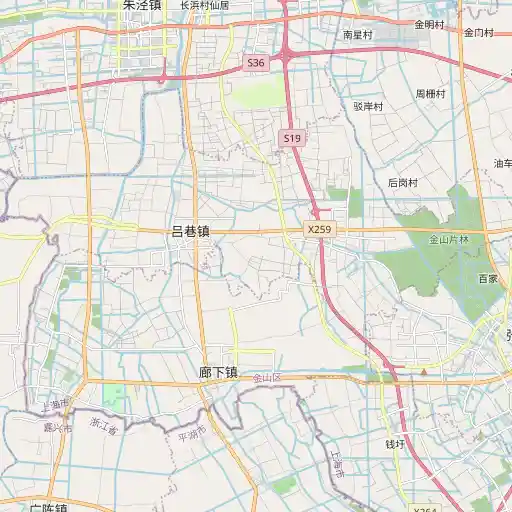 朱泾镇
长浜村仙居
金明村
南星村
金门村
S36
周栅村
驳岸村
S19
油车
后岗村
吕巷镇
X259
金山片林
百家
廊下镇
金山区
上海市
嘉兴市
浙江省
平湖市
钱圩
上海市
广陈镇
X264